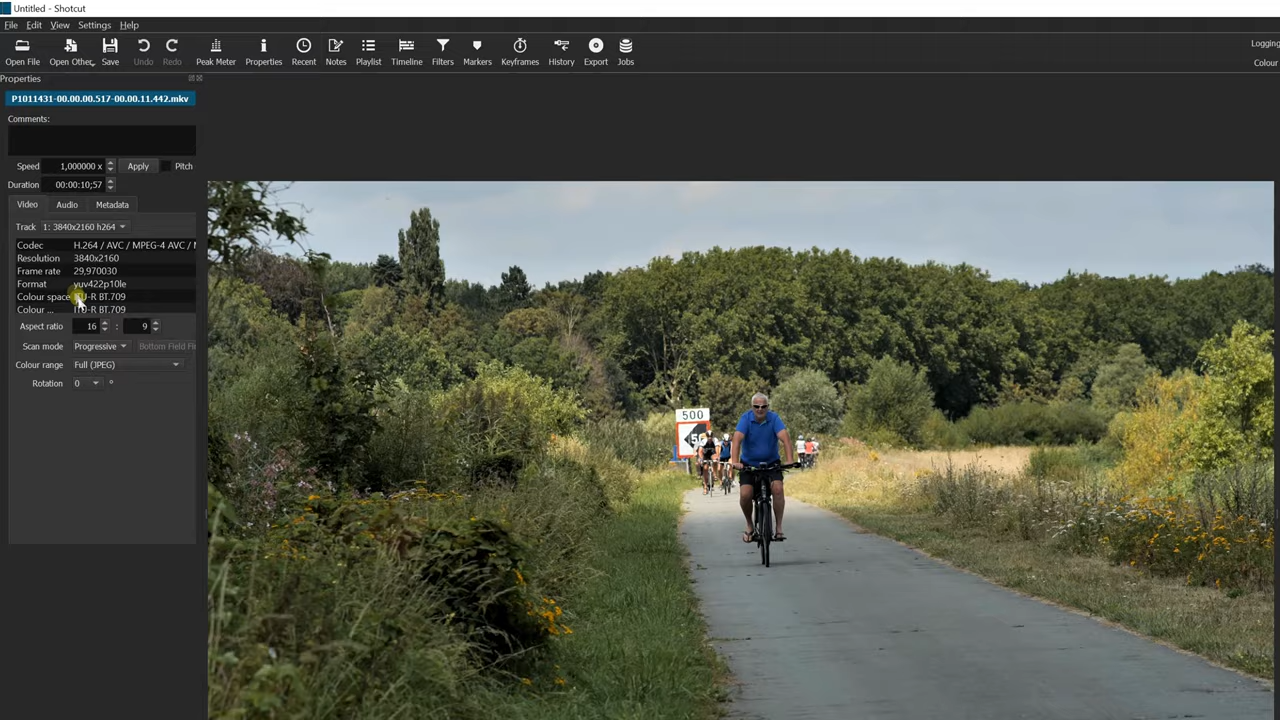 Untitled - Shotcut
File Edit View Settings Help
Open File Open Other Save Undo Redo Peak Meter Properties Recent Notes Playlist Timeline Filters Markers Keyframes History Export Jobs
Logging
Colour
Properties
P1011431-00.00.00.517-00.00.11.442.mkv
Comments:
Speed 1,000000 x Apply Pitch
Duration 00:00:10;57
Video Audio Metadata
Track 1: 3840x2160 h264
Codec H.264 / AVC / MPEG-4 AVC /
Resolution 3840x2160
Frame rate 29,970030
Format yuv422p10le
Colour space ITU-R BT.709
Colour ... ITU-R BT.709
Aspect ratio 16 : 9
Scan mode Progressive Bottom Field Fi
Colour range Full (JPEG)
Rotation 0 °
500